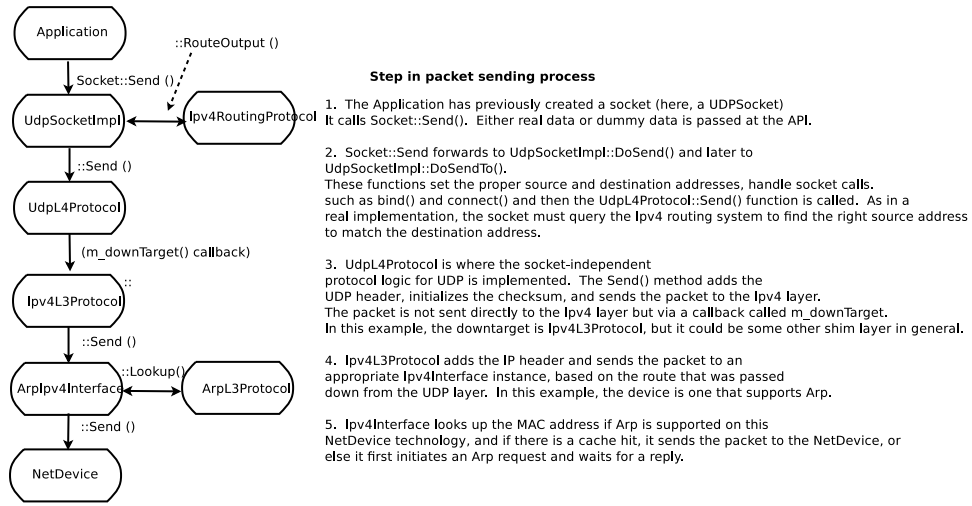 Application
::RouteOutput ()
Socket::Send ()
UdpSocketImpl
Ipv4RoutingProtocol
::Send ()
UdpL4Protocol
(m_downTarget() callback)
::
Ipv4L3Protocol
::Send ()
::Lookup()
ArpIpv4Interface
ArpL3Protocol
::Send ()
NetDevice
Step in packet sending process
1. The Application has previously created a socket (here, a UDPSocket)
It calls Socket::Send(). Either real data or dummy data is passed at the API.
2. Socket::Send forwards to UdpSocketImpl::DoSend() and later to
UdpSocketImpl::DoSendTo().
These functions set the proper source and destination addresses, handle socket calls.
such as bind() and connect() and then the UdpL4Protocol::Send() function is called. As in a
real implementation, the socket must query the Ipv4 routing system to find the right source address
to match the destination address.
3. UdpL4Protocol is where the socket-independent
protocol logic for UDP is implemented. The Send() method adds the
UDP header, initializes the checksum, and sends the packet to the Ipv4 layer.
The packet is not sent directly to the Ipv4 layer but via a callback called m_downTarget.
In this example, the downtarget is Ipv4L3Protocol, but it could be some other shim layer in general.
4. Ipv4L3Protocol adds the IP header and sends the packet to an
appropriate Ipv4Interface instance, based on the route that was passed
down from the UDP layer. In this example, the device is one that supports Arp.
5. Ipv4Interface looks up the MAC address if Arp is supported on this
NetDevice technology, and if there is a cache hit, it sends the packet to the NetDevice, or
else it first initiates an Arp request and waits for a reply.